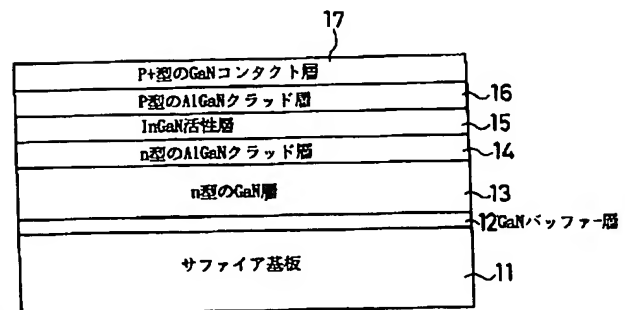 17
P+型のGaNコンタクト層
P型のAlGaNクラッド層
16
InGaN活性層
15
n型のAlGaNクラッド層
14
n型のGaN層
13
12
GaNバッファー層
サファイア基板
11